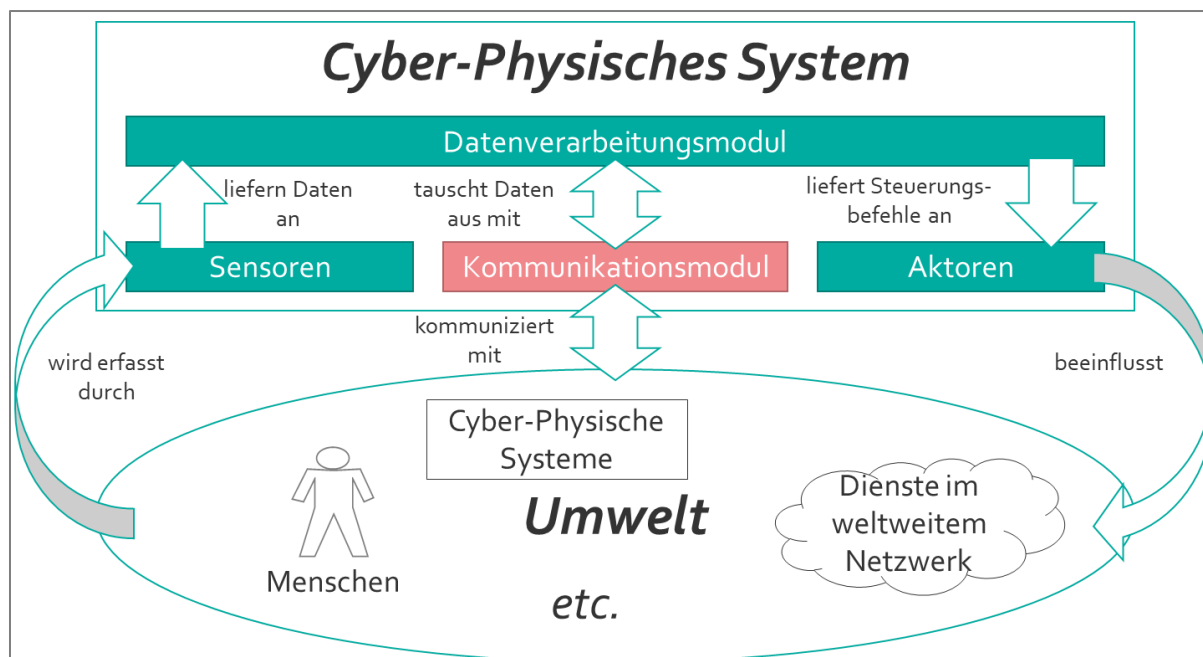 Cyber-Physisches System
Datenverarbeitungsmodul
liefern Daten
an
tauscht Daten
aus mit
liefert Steuerungs-
befehle an
Sensoren
Kommunikationsmodul
Aktoren
wird erfasst
durch
kommuniziert
mit
beeinflusst
Cyber-Physische
Systeme
Menschen
Umwelt
etc.
Dienste im
weltweitem
Netzwerk